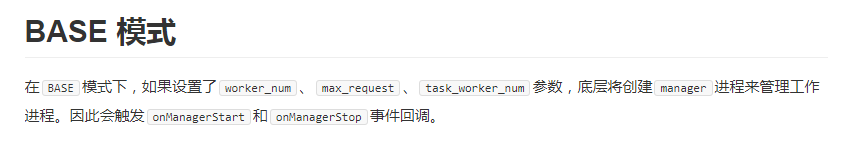 BASE 模式
在 BASE 模式下，如果设置了 worker_num 、 max_request 、 task_worker_num 参数，底层将创建 manager 进程来管理工作
进程。因此会触发 onManagerStart 和 onManagerStop 事件回调。